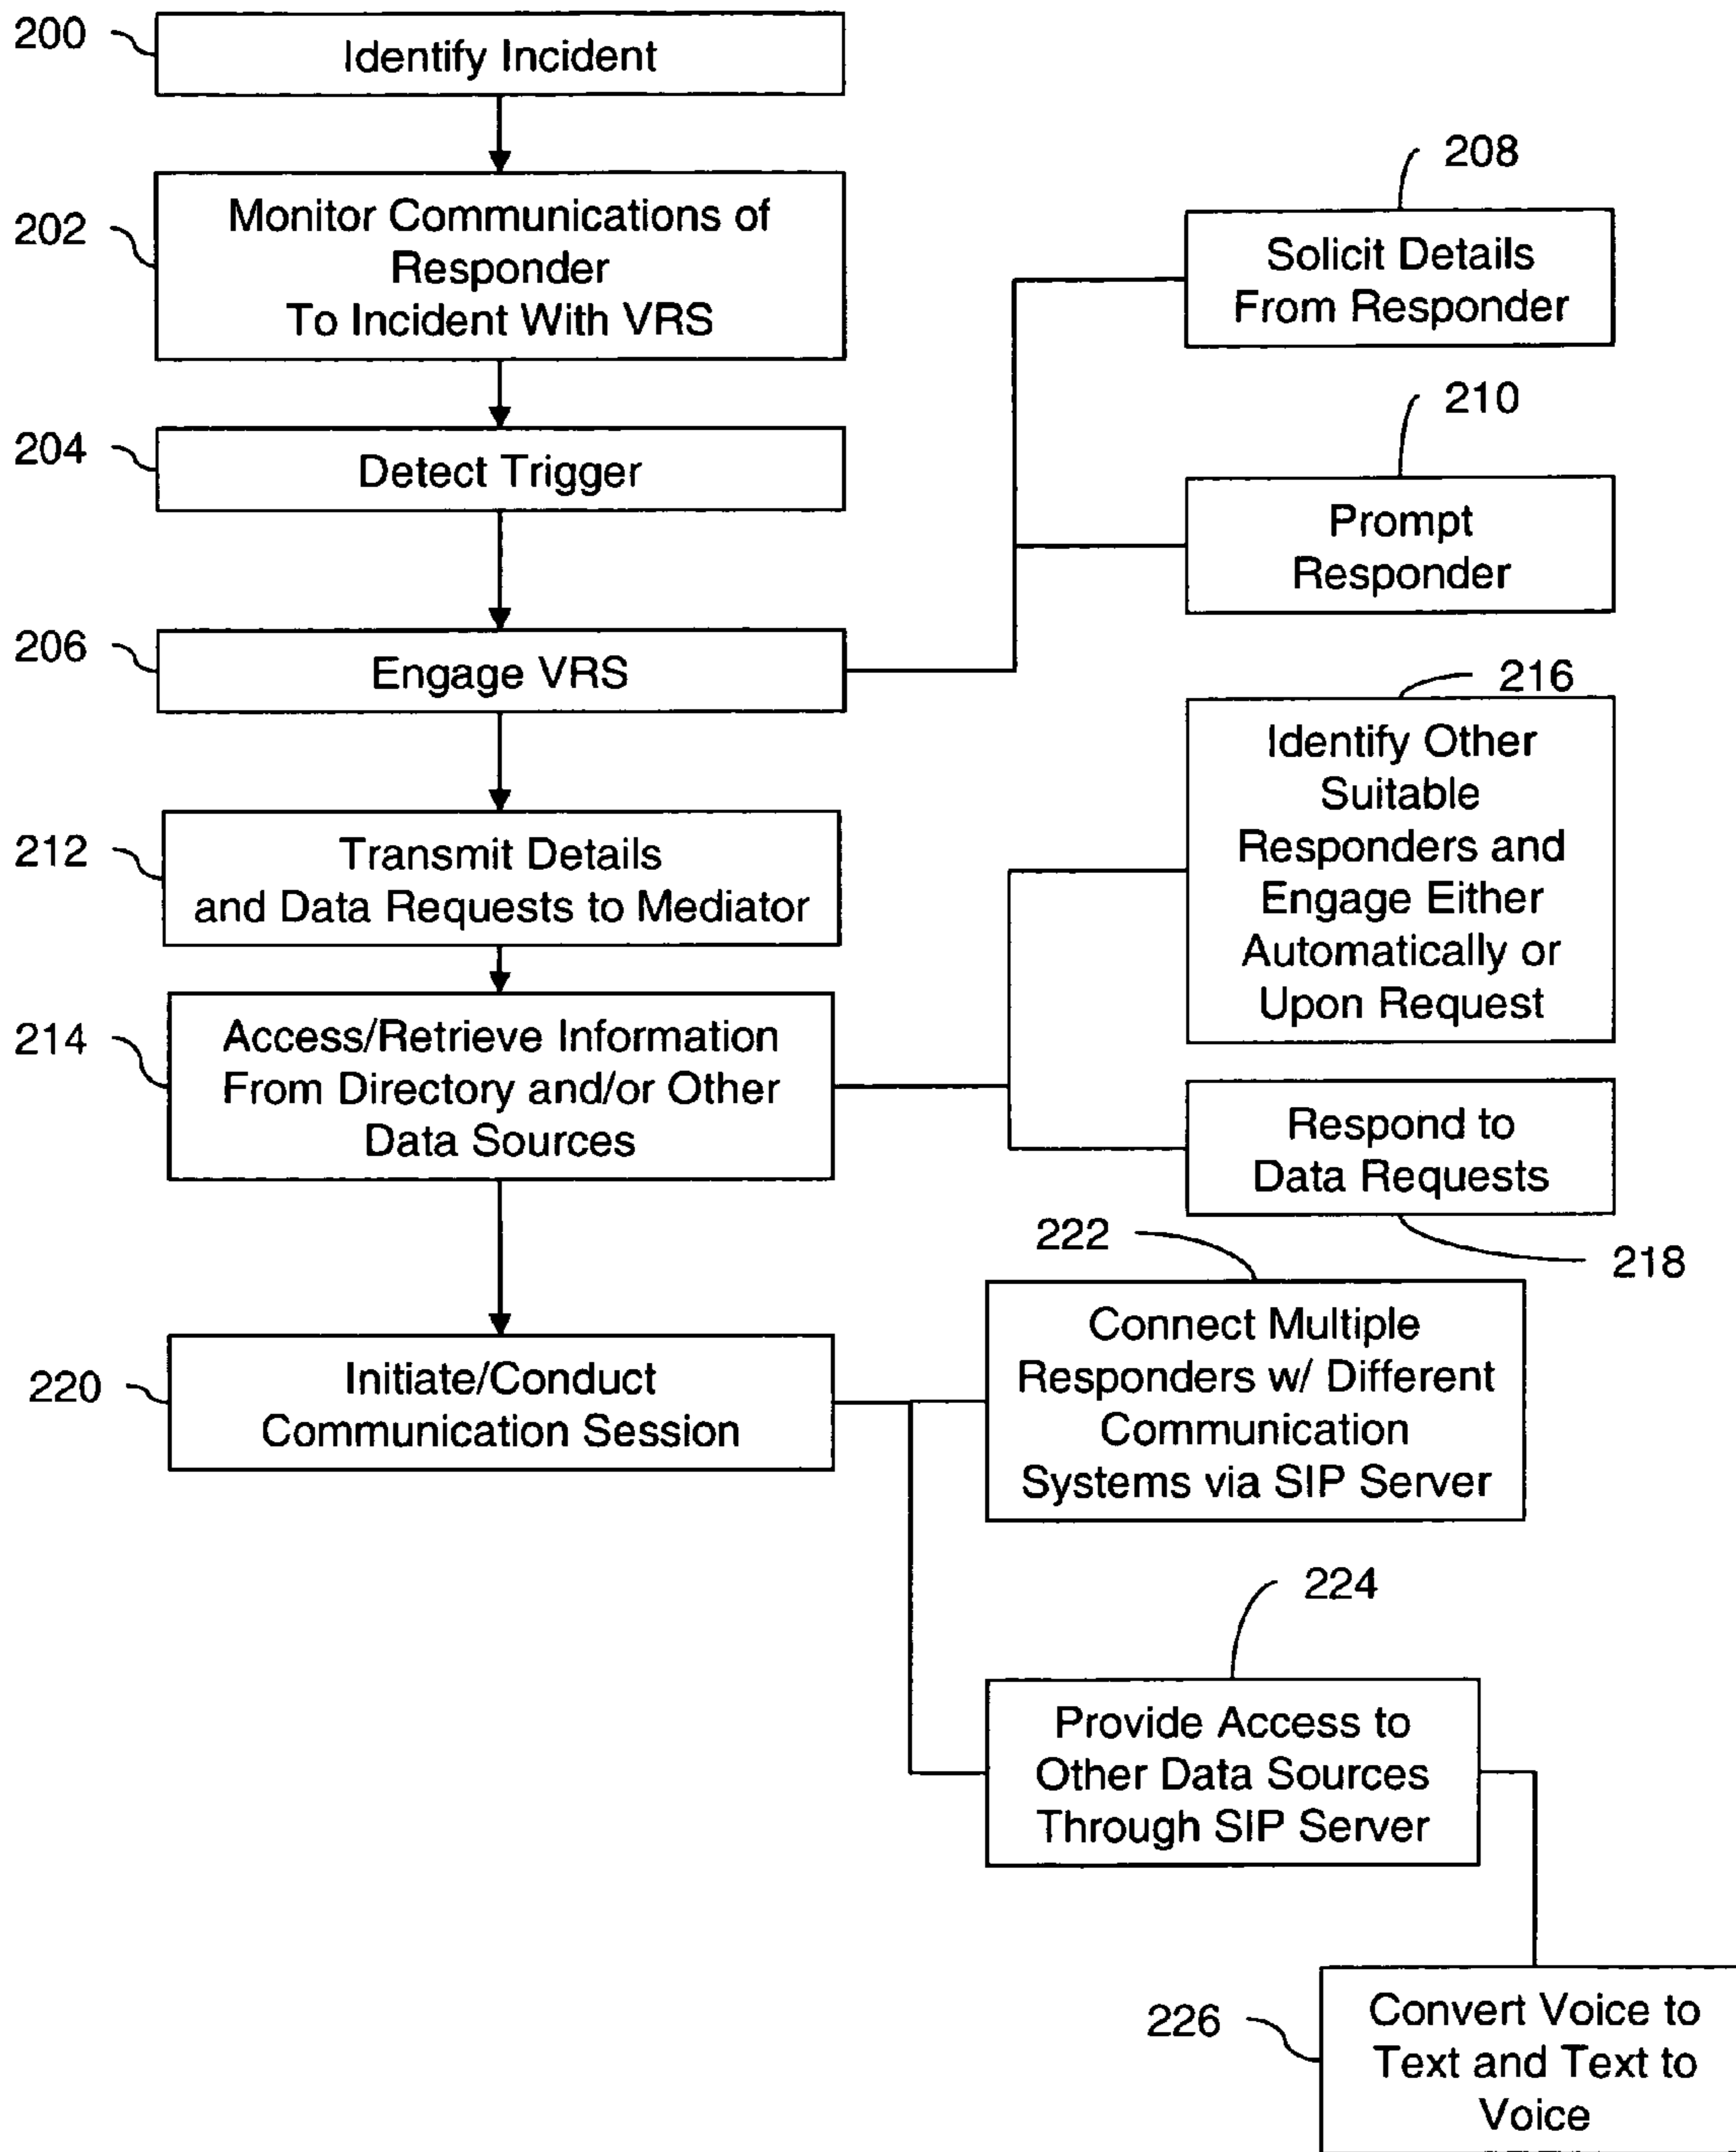 200
Identify Incident
202
Monitor Communications of
Responder
To Incident With VRS
208
Solicit Details
From Responder
204
Detect Trigger
210
Prompt
Responder
206
Engage VRS
216
Identify Other
Suitable
Responders and
Engage Either
Automatically or
Upon Request
212
Transmit Details
and Data Requests to Mediator
214
Access/Retrieve Information
From Directory and/or Other
Data Sources
Respond to
Data Requests
218
220
Initiate/Conduct
Communication Session
222
Connect Multiple
Responders w/ Different
Communication
Systems via SIP Server
224
Provide Access to
Other Data Sources
Through SIP Server
226
Convert Voice to
Text and Text to
Voice